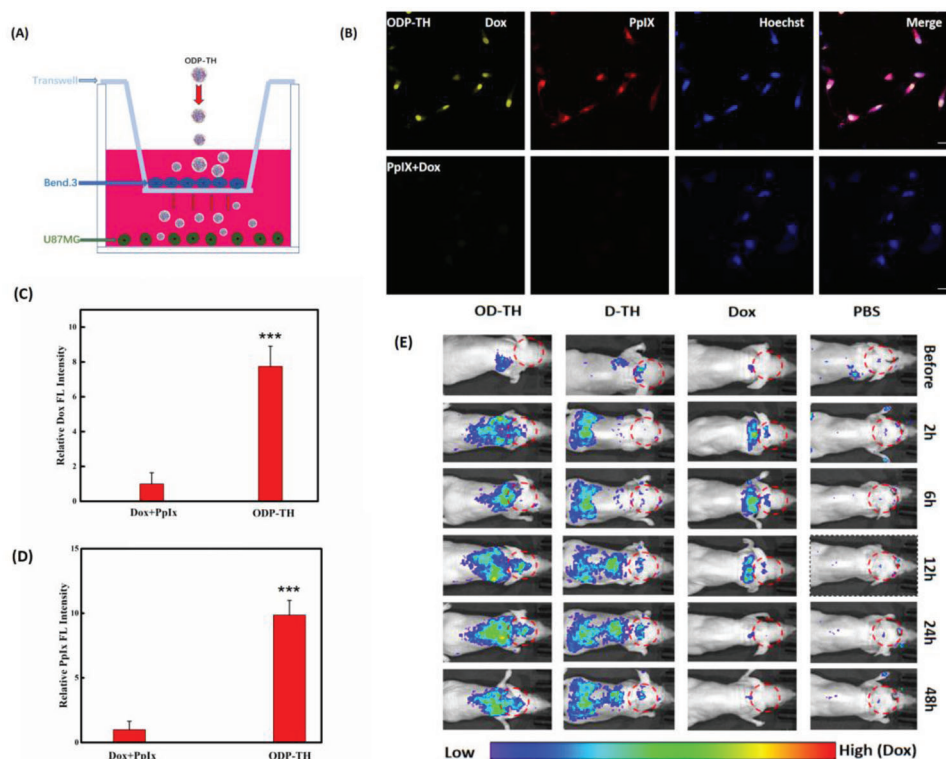 (A)
ODP-TH
Transwell
Bend.3
U87MG
(B)
ODP-TH Dox
PpIX
Hoechst
Merge
PpIX+Dox
(C)
Relative Dox FL Intensity
10
8
6
4
2
0
***
Dox+PpIx
ODP-TH
(D)
Relative PpIx FL Intensity
15
10
5
0
***
Dox+PpIx
ODP-TH
(E)
OD-TH
D-TH
Dox
PBS
Before
2h
6h
12h
24h
48h
Low
High (Dox)